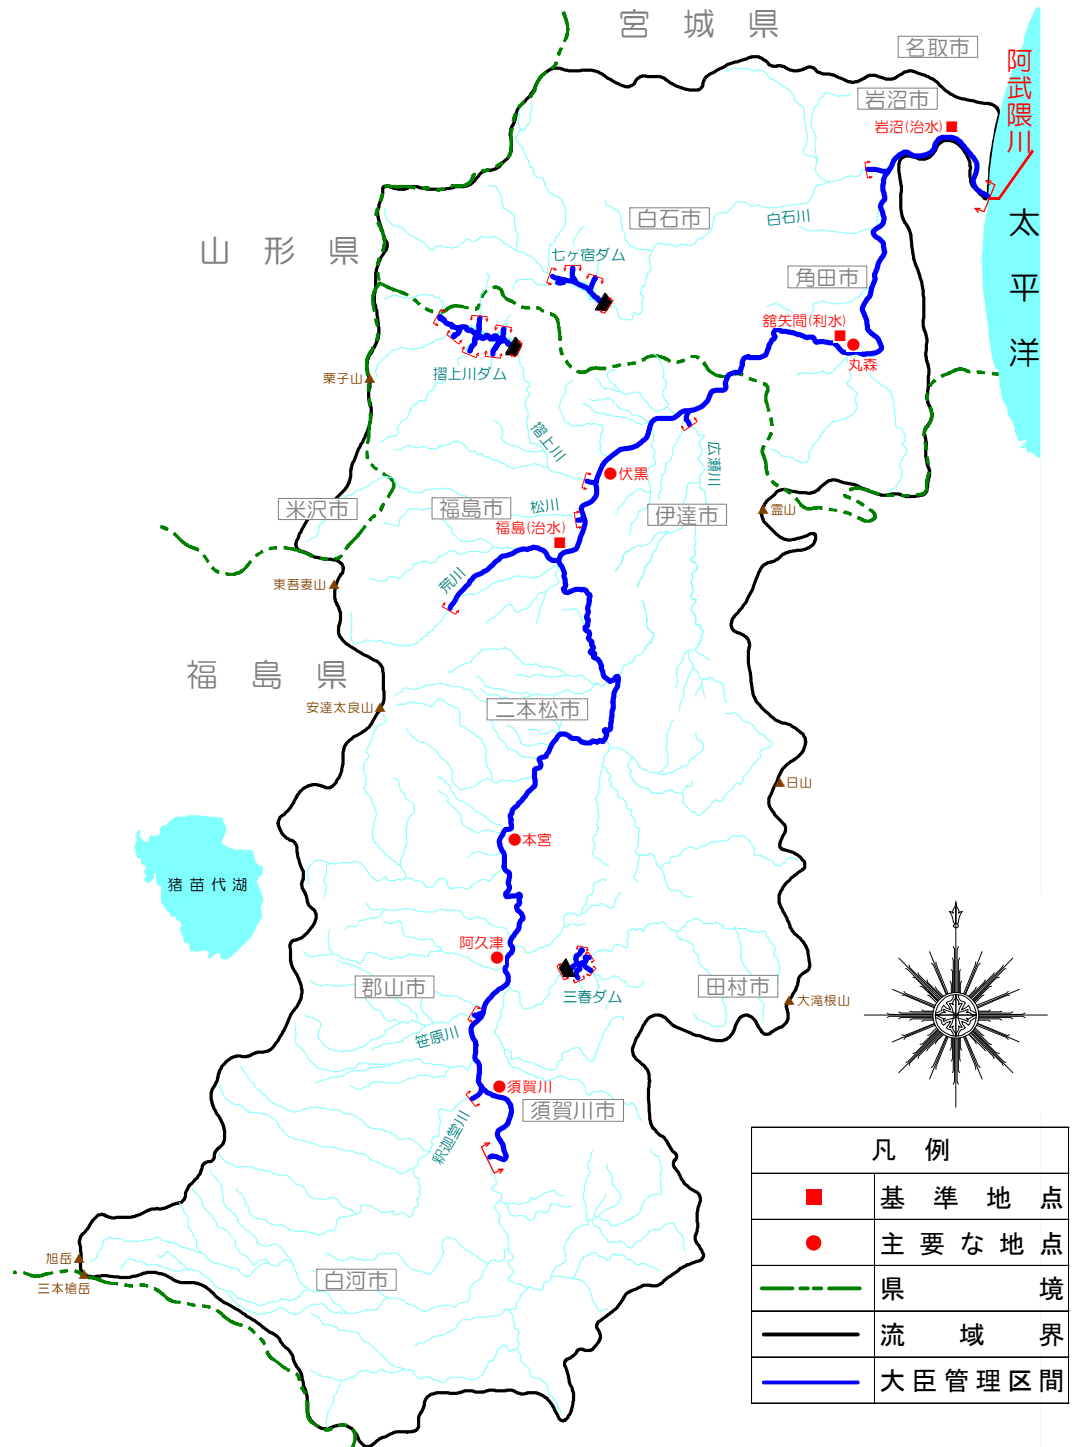 宮城県
名取市
阿武隈川
岩沼市
岩沼(治水)
太平洋
白石市
白石川
山形県
七ヶ宿ダム
角田市
舘矢間(利水)
丸森
摺上川ダム
栗子山
摺上川
広瀬川
伏黒
米沢市
福島市
松川
伊達市
霊山
福島(治水)
荒川
東吾妻山
福島県
安達太良山
二本松市
日山
本宮
猪苗代湖
阿久津
郡山市
三春ダム
田村市
大滝根山
笹原川
須賀川
須賀川市
釈迦堂川
旭岳
三本槍岳
白河市
凡例
基準地点
主要な地点
県境
流域界
大臣管理区間